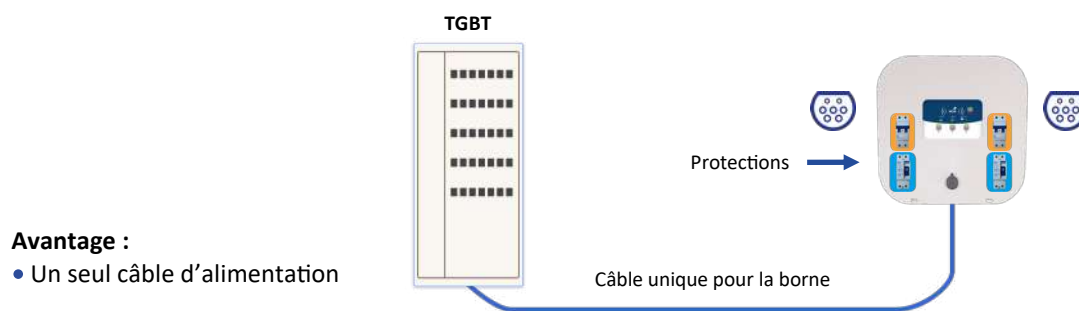 TGBT
Protections
Avantage :
• Un seul câble d’alimentation
Câble unique pour la borne